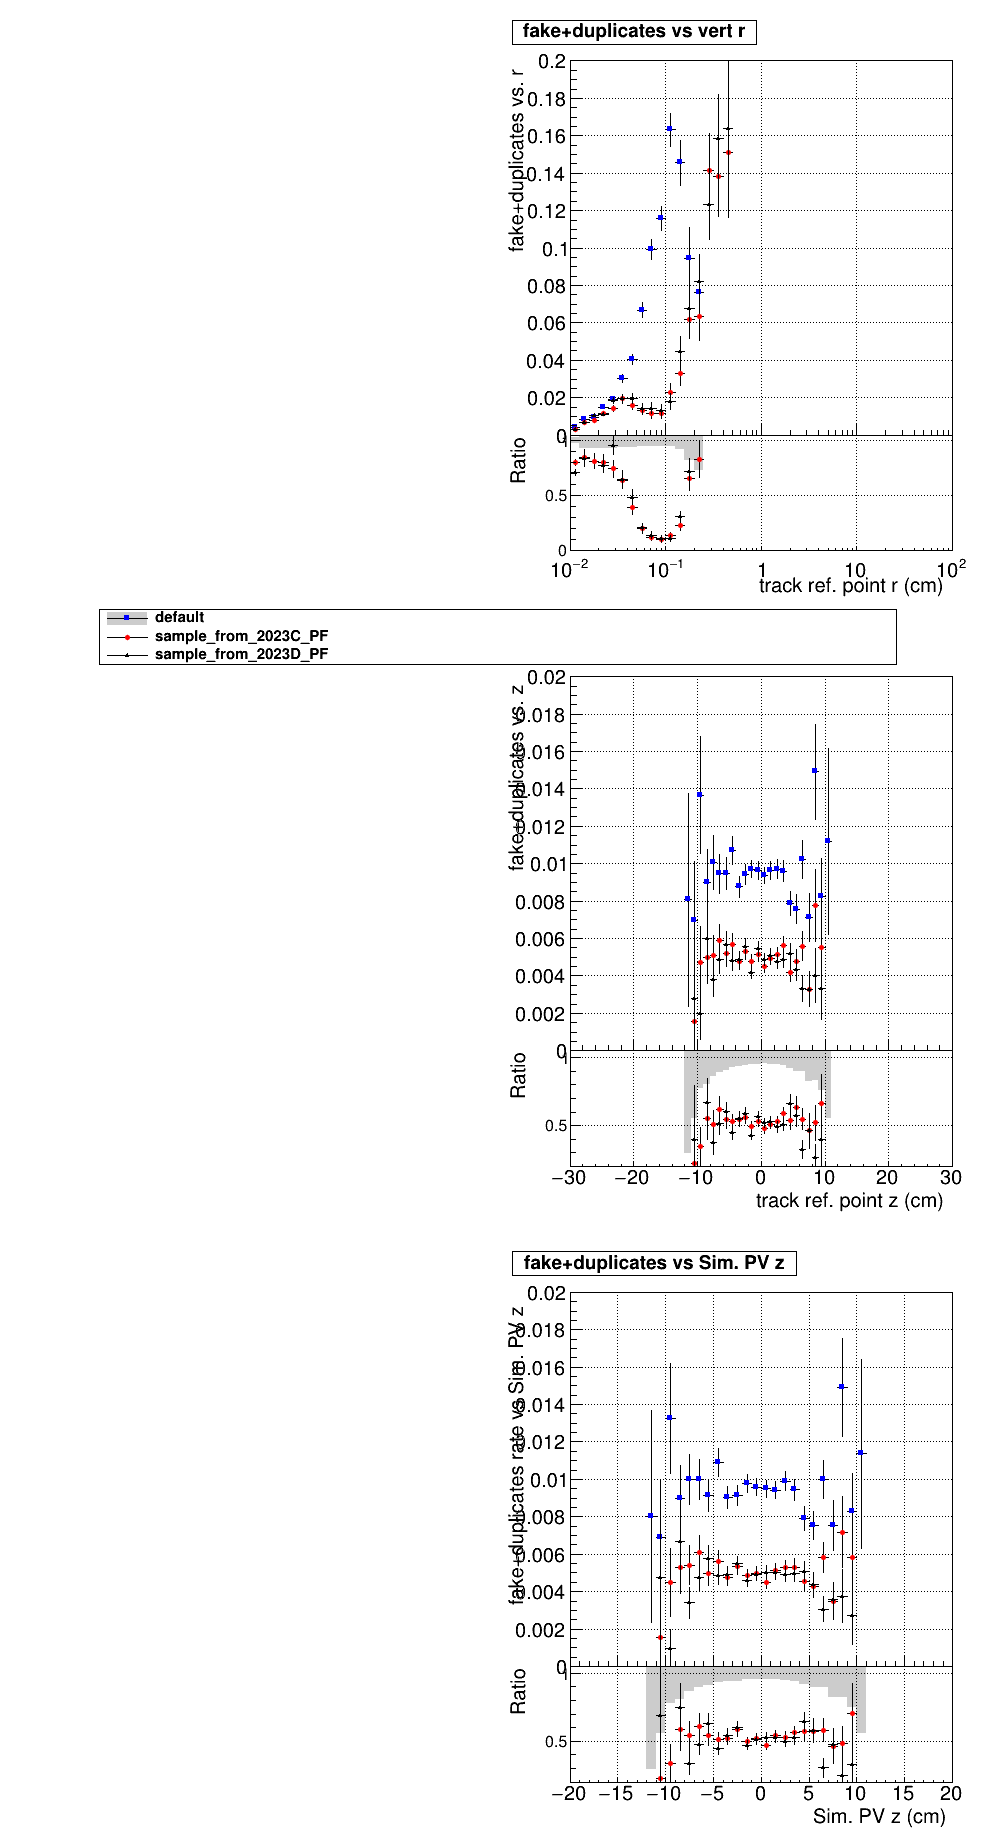 fake+duplicates vs vert r
fake+duplicates vs. r
0.2
0.18
0.16
0.14
0.12
0.1
0.08
0.06
0.04
0.02
0
Ratio
1
0.5
0
10⁻² 10⁻¹ 1 10 10²
track ref. point r (cm)
default
sample_from_2023C_PF
sample_from_2023D_PF
fake+duplicates vs. z
0.02
0.018
0.016
0.014
0.012
0.01
0.008
0.006
0.004
0.002
0
Ratio
1
0.5
−30 −20 −10 0 10 20 30
track ref. point z (cm)
fake+duplicates vs Sim. PV z
fake+duplicates rate vs Sim. PV z
0.02
0.018
0.016
0.014
0.012
0.01
0.008
0.006
0.004
0.002
0
Ratio
1
0.5
−20 −15 −10 −5 0 5 10 15 20
Sim. PV z (cm)